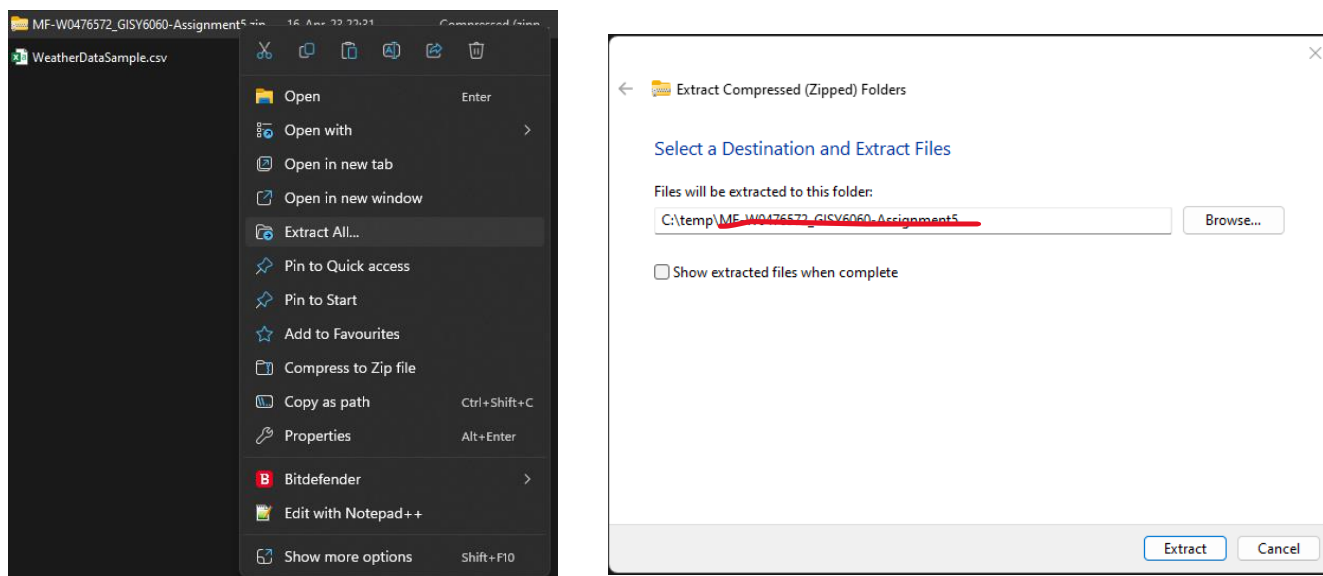 MF-W0476572_GISY6060-Assignment5.zip 16-Apr-23 22:31 Compressed (zipp
WeatherDataSample.csv
Open Enter
Open with
Open in new tab
Open in new window
Extract All...
Pin to Quick access
Pin to Start
Add to Favourites
Compress to Zip file
Copy as path Ctrl+Shift+C
Properties Alt+Enter
B Bitdefender
Edit with Notepad++
Show more options Shift+F10
Extract Compressed (Zipped) Folders
Select a Destination and Extract Files
Files will be extracted to this folder:
C:\temp\MF-W0476572_GISY6060-Assignment5
Browse...
Show extracted files when complete
Extract Cancel